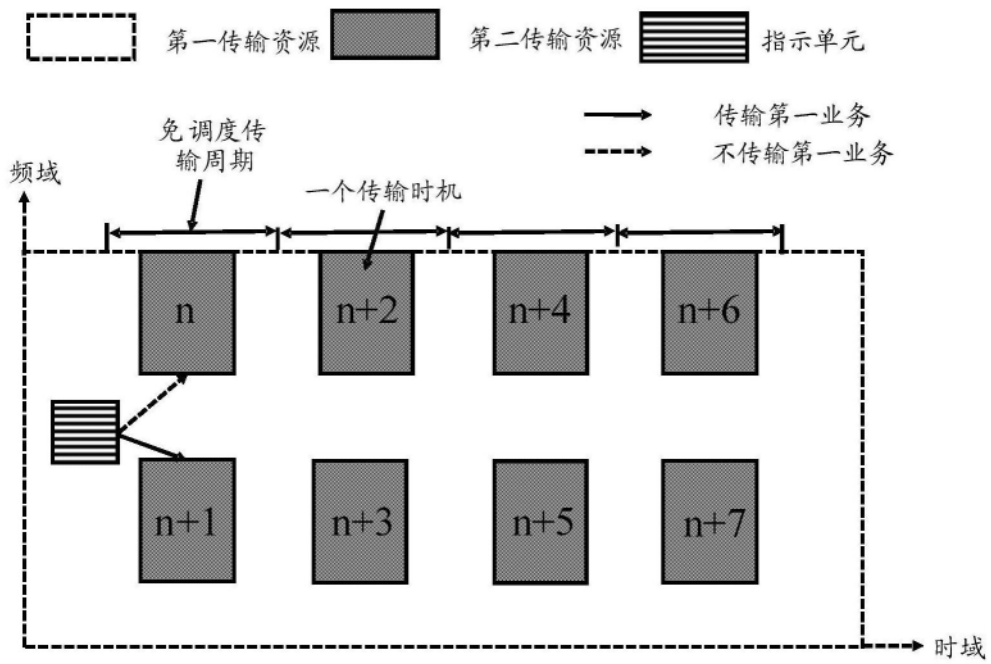 第一传输资源
第二传输资源
指示单元
传输第一业务
不传输第一业务
免调度传
输周期
频域
一个传输时机
n
n+2
n+4
n+6
n+1
n+3
n+5
n+7
时域